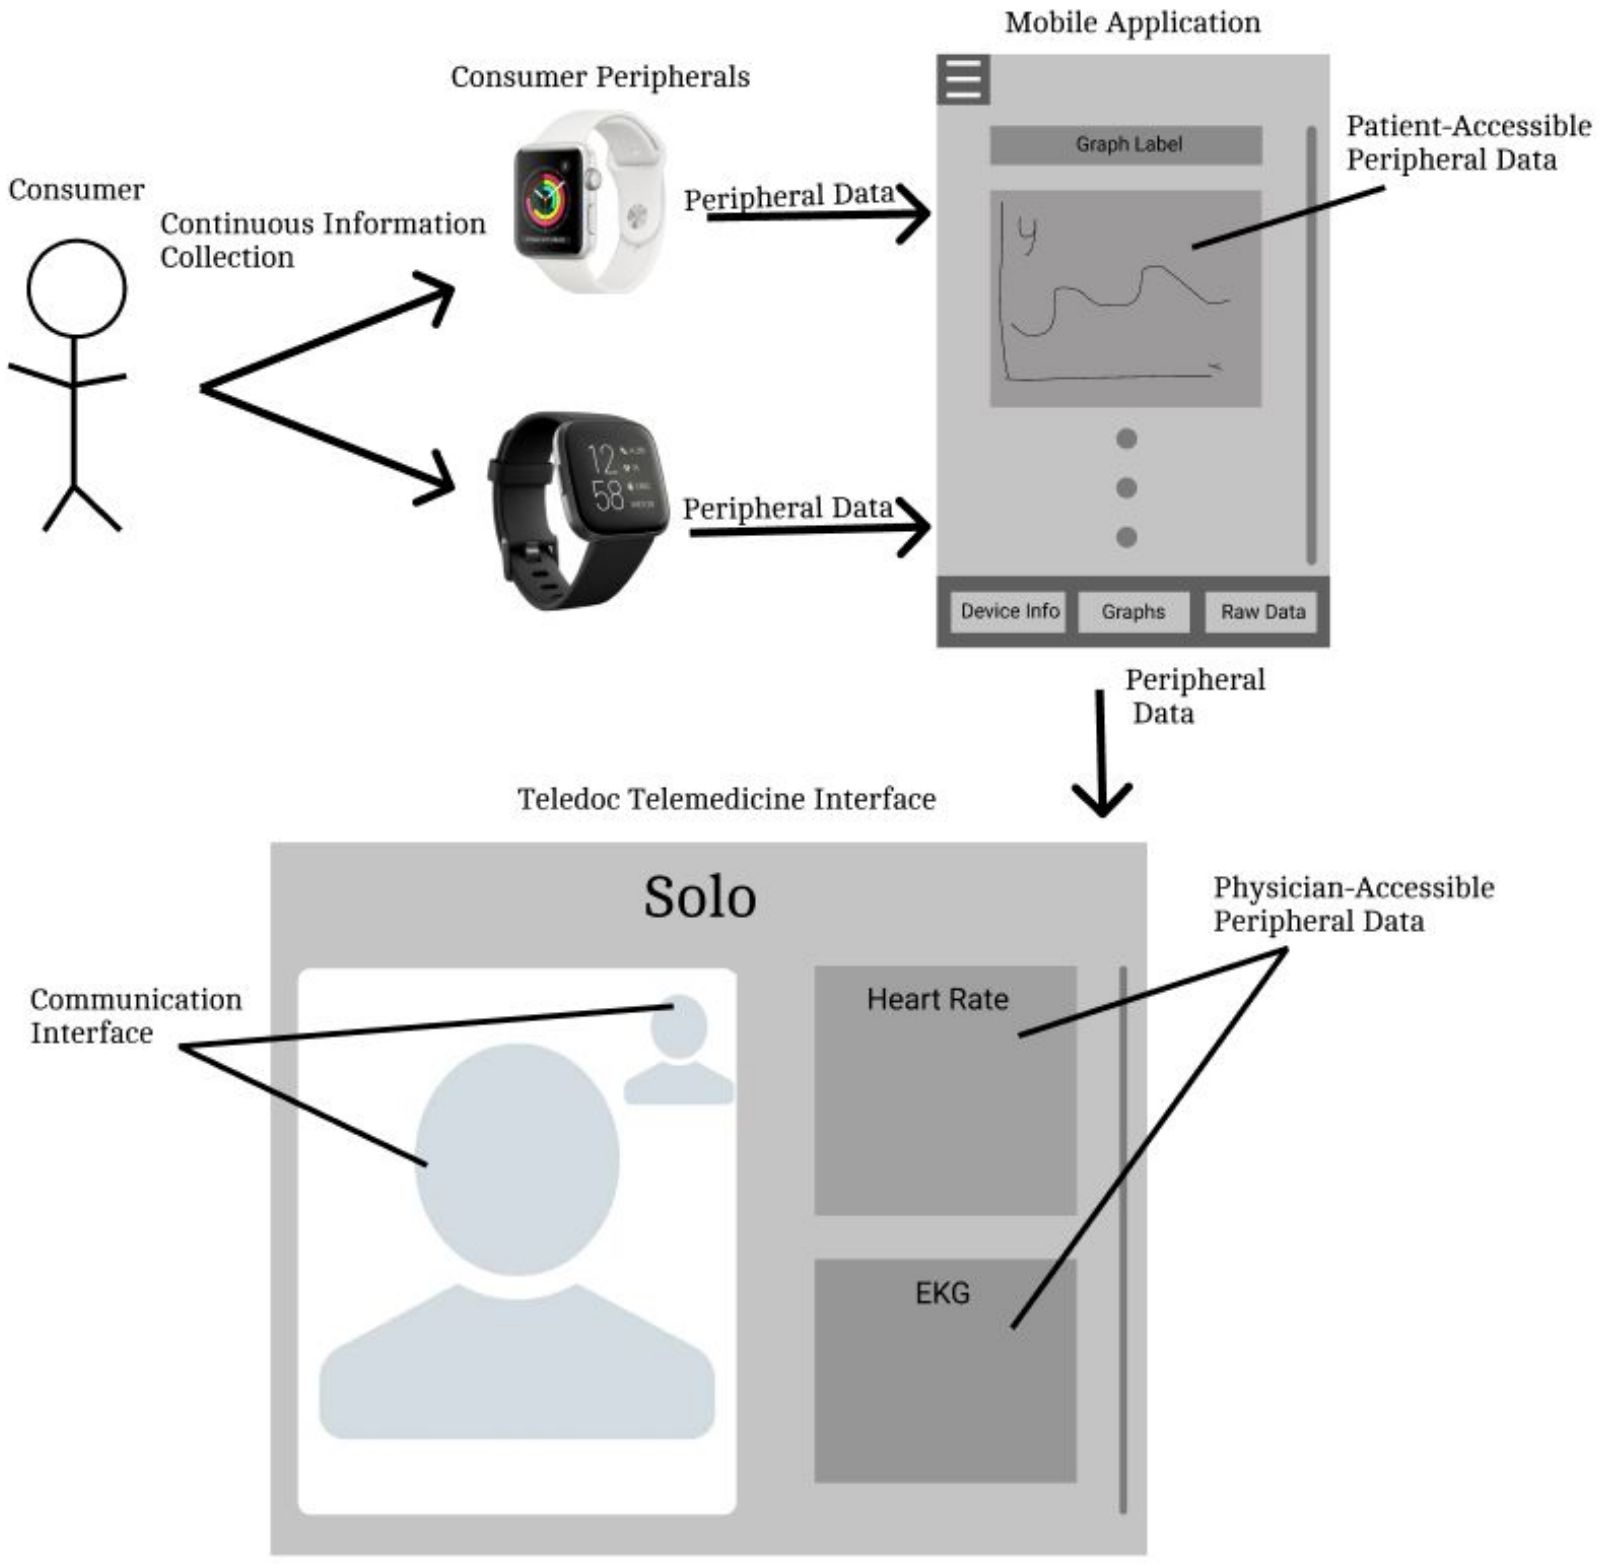 Mobile Application
Consumer Peripherals
Patient-Accessible
Peripheral Data
Graph Label
Consumer
Continuous Information
Collection
Peripheral Data
y
x
12
58
Peripheral Data
Device Info
Graphs
Raw Data
Peripheral
Data
Teledoc Telemedicine Interface
Solo
Physician-Accessible
Peripheral Data
Communication
Interface
Heart Rate
EKG